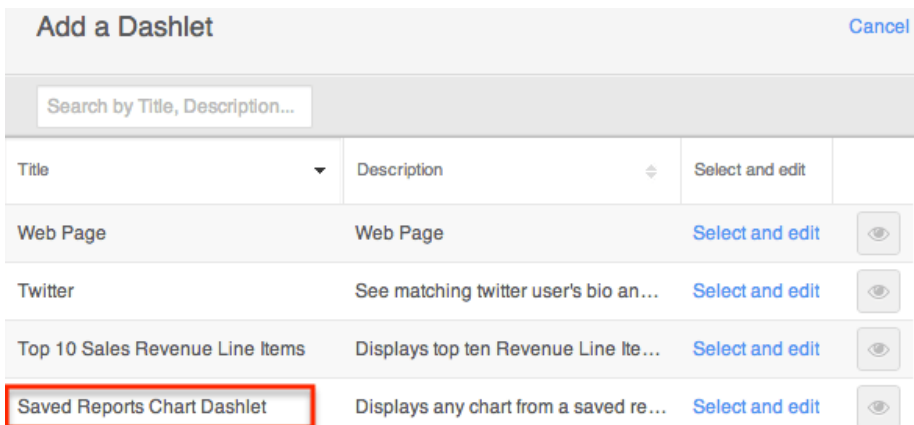 Add a Dashlet Cancel
Search by Title, Description...
Title Description Select and edit
Web Page Web Page Select and edit
Twitter See matching twitter user's bio an... Select and edit
Top 10 Sales Revenue Line Items Displays top ten Revenue Line Ite... Select and edit
Saved Reports Chart Dashlet Displays any chart from a saved re... Select and edit